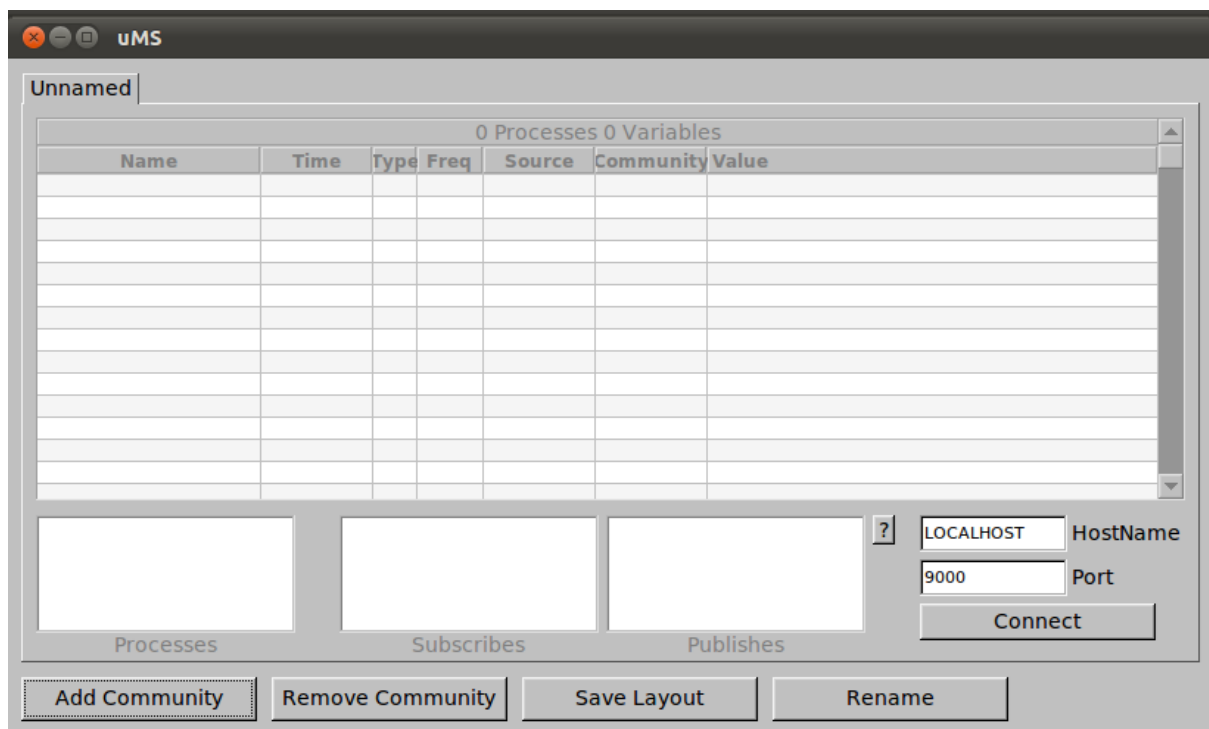 uMS
Unnamed
0 Processes 0 Variables
Name Time Type Freq Source Community Value
? LOCALHOST HostName
9000 Port
Connect
Processes Subscribes Publishes
Add Community Remove Community Save Layout Rename